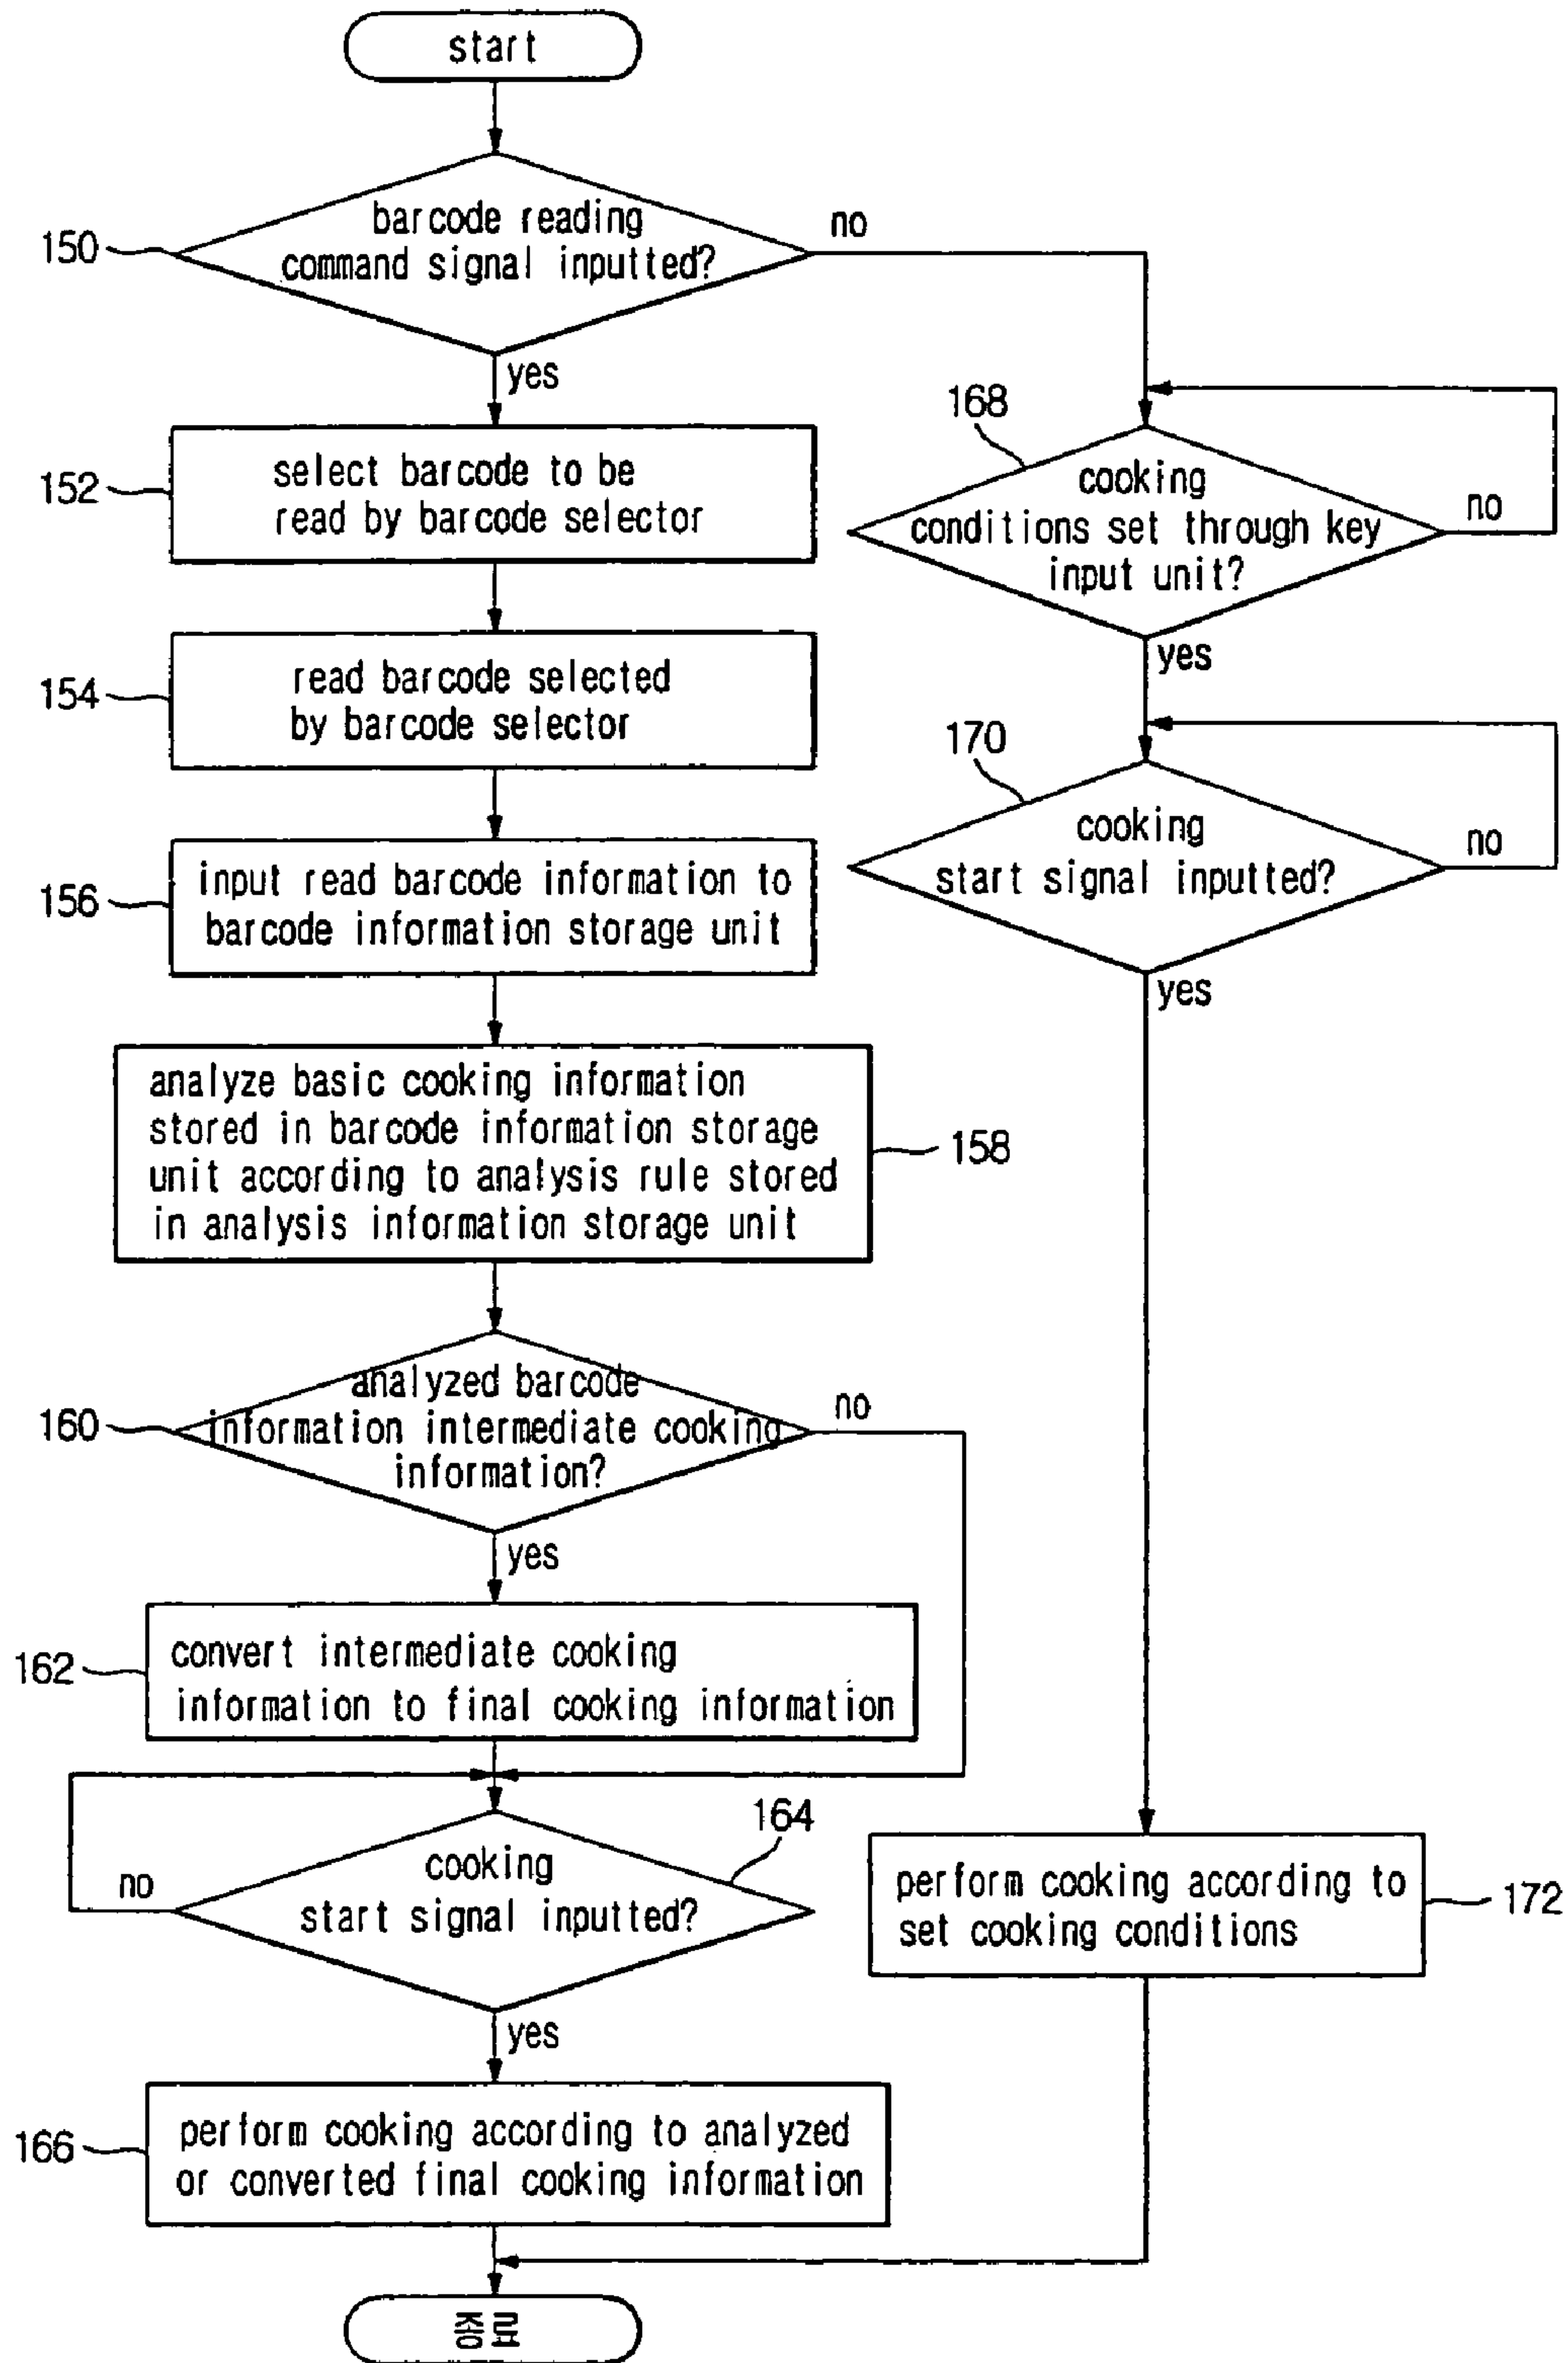 start
barcode reading
command signal inputted?
150
no
yes
152
select barcode to be
read by barcode selector
168
cooking
conditions set through key
input unit?
no
yes
154
read barcode selected
by barcode selector
170
cooking
start signal inputted?
no
yes
156
input read barcode information to
barcode information storage unit
analyze basic cooking information
stored in barcode information storage
unit according to analysis rule stored
in analysis information storage unit
158
160
analyzed barcode
information intermediate cooking
information?
no
yes
162
convert intermediate cooking
information to final cooking information
164
cooking
start signal inputted?
no
yes
perform cooking according to
set cooking conditions
172
166
perform cooking according to analyzed
or converted final cooking information
종료